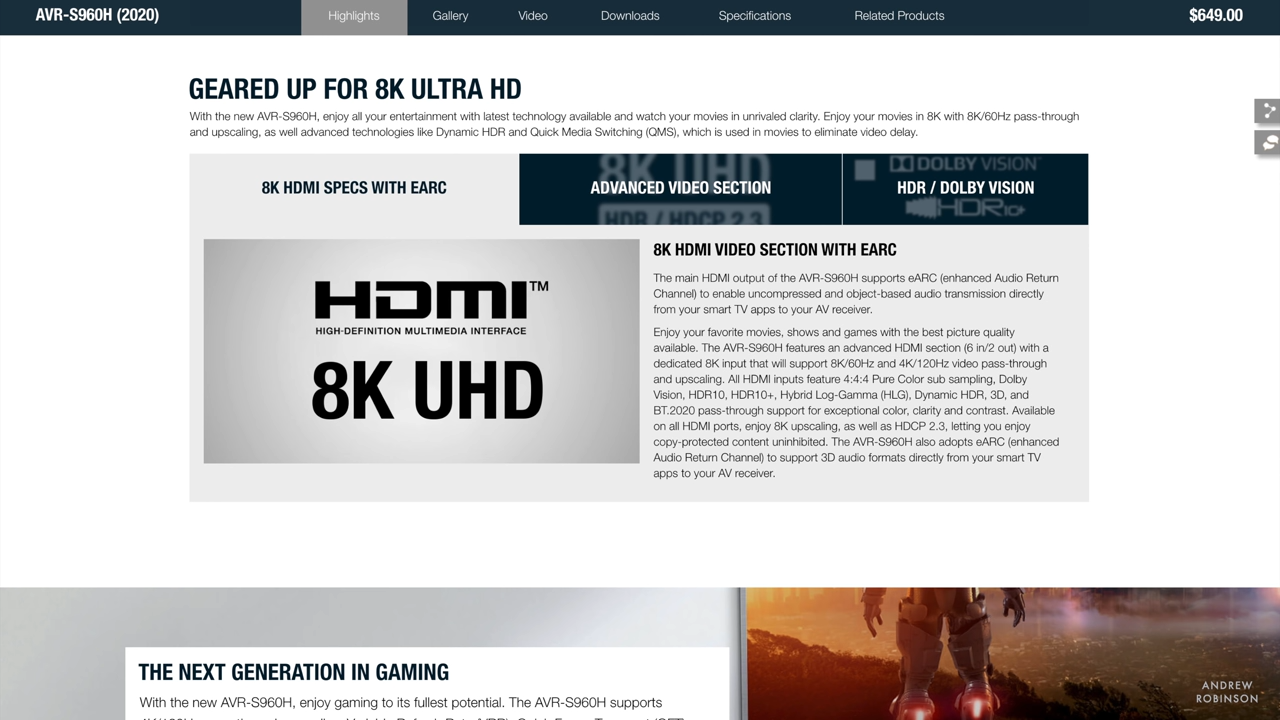 AVR-S960H (2020)
Highlights
Gallery
Video
Downloads
Specifications
Related Products
$649.00
GEARED UP FOR 8K ULTRA HD
With the new AVR-S960H, enjoy all your entertainment with latest technology available and watch your movies in unrivaled clarity. Enjoy your movies in 8K with 8K/60Hz pass-through
and upscaling, as well advanced technologies like Dynamic HDR and Quick Media Switching (QMS), which is used in movies to eliminate video delay.
8K HDMI SPECS WITH EARC
8K UHD
ADVANCED VIDEO SECTION
HDR / HDCP 2.3
DOLBY VISION™
HDR / DOLBY VISION
HDR10+
HDMI™
HIGH-DEFINITION MULTIMEDIA INTERFACE
8K UHD
8K HDMI VIDEO SECTION WITH EARC
The main HDMI output of the AVR-S960H supports eARC (enhanced Audio Return
Channel) to enable uncompressed and object-based audio transmission directly
from your smart TV apps to your AV receiver.
Enjoy your favorite movies, shows and games with the best picture quality
available. The AVR-S960H features an advanced HDMI section (6 in/2 out) with a
dedicated 8K input that will support 8K/60Hz and 4K/120Hz video pass-through
and upscaling. All HDMI inputs feature 4:4:4 Pure Color sub sampling, Dolby
Vision, HDR10, HDR10+, Hybrid Log-Gamma (HLG), Dynamic HDR, 3D, and
BT.2020 pass-through support for exceptional color, clarity and contrast. Available
on all HDMI ports, enjoy 8K upscaling, as well as HDCP 2.3, letting you enjoy
copy-protected content uninhibited. The AVR-S960H also adopts eARC (enhanced
Audio Return Channel) to support 3D audio formats directly from your smart TV
apps to your AV receiver.
THE NEXT GENERATION IN GAMING
With the new AVR-S960H, enjoy gaming to its fullest potential. The AVR-S960H supports
ANDREW
ROBINSON